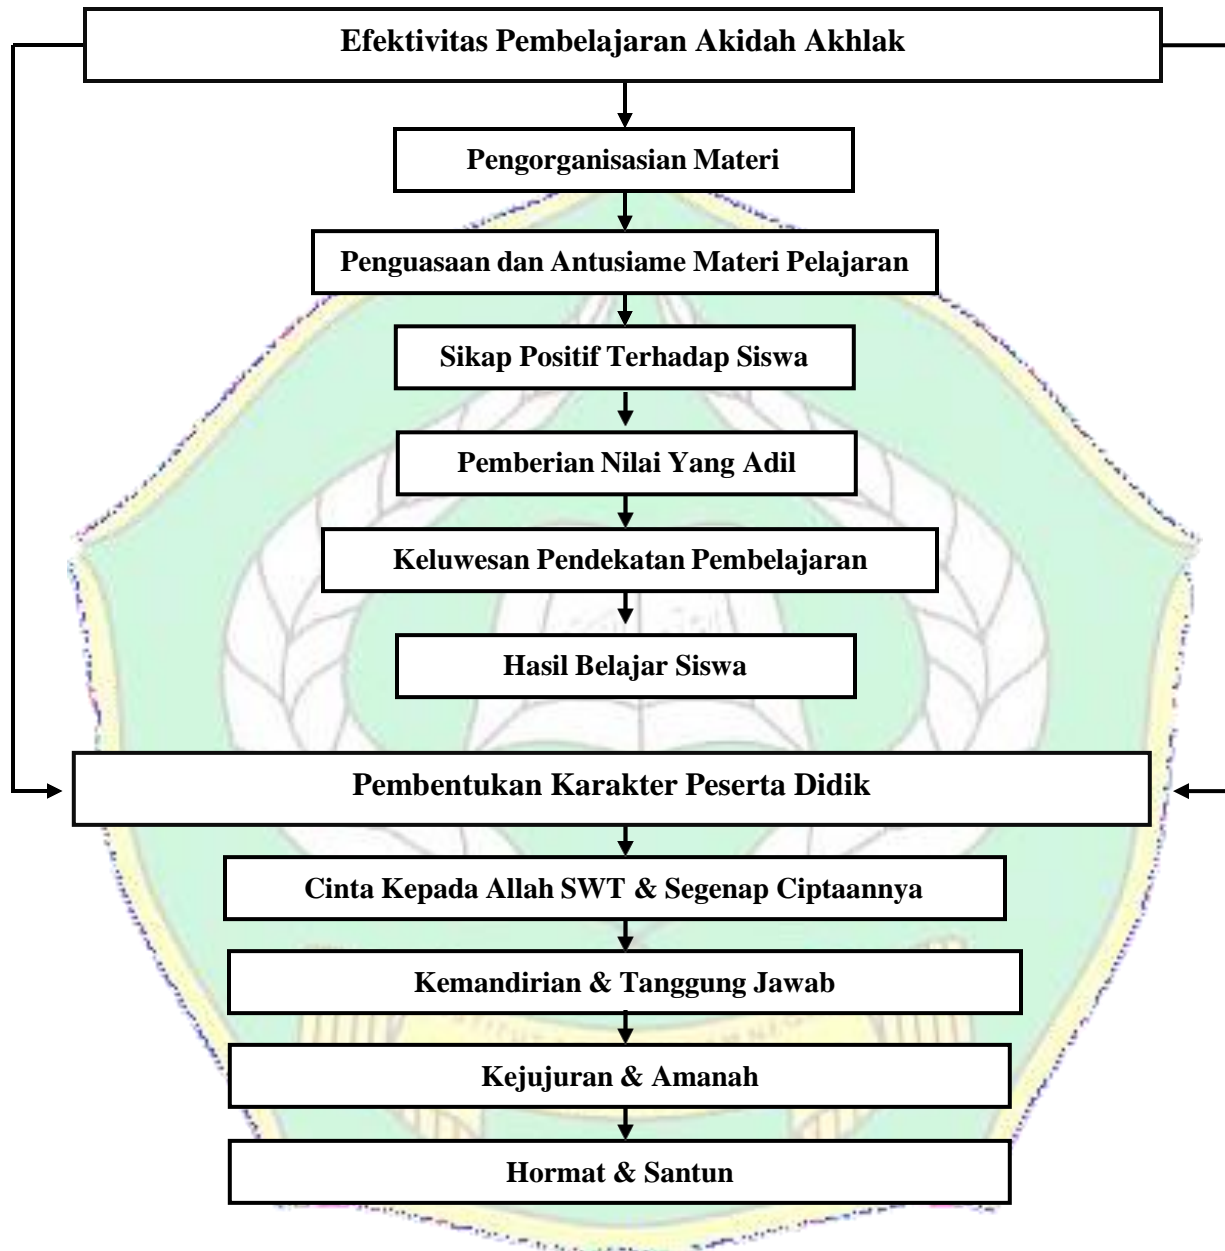 Efektivitas Pembelajaran Akidah Akhlak
Pengorganisasian Materi
Penguasaan dan Antusiame Materi Pelajaran
Sikap Positif Terhadap Siswa
Pemberian Nilai Yang Adil
Keluwesan Pendekatan Pembelajaran
Hasil Belajar Siswa
Pembentukan Karakter Peserta Didik
Cinta Kepada Allah SWT & Segenap Ciptaannya
Kemandirian & Tanggung Jawab
Kejujuran & Amanah
Hormat & Santun